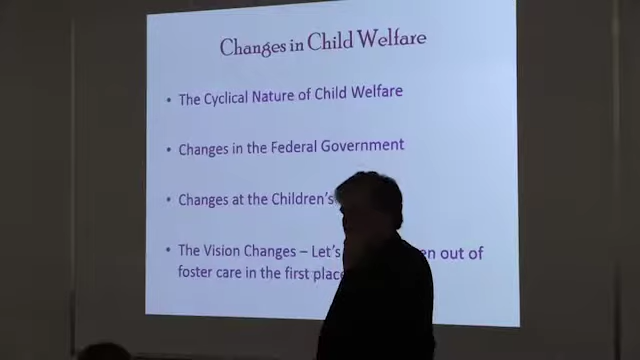 Changes in Child Welfare
• The Cyclical Nature of Child Welfare
• Changes in the Federal Government
• Changes at the Children's
• The Vision Changes – Let's en out of
foster care in the first place